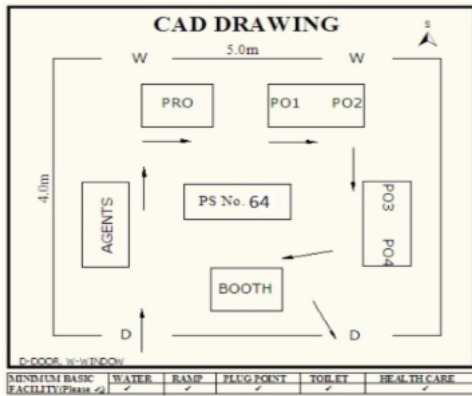 CAD DRAWING
W 5.0m W
PRO
PO1 PO2
4.0m
AGENTS
PS No. 64
PO3
PO4
BOOTH
D D
D-DOOR, W-WINDOW
MINIMUM BASIC WATER RAMP PLUG POINT TOILET HEALTH CARE
FACILITY(Please ✓) ✓ ✓ ✓ ✓ ✓